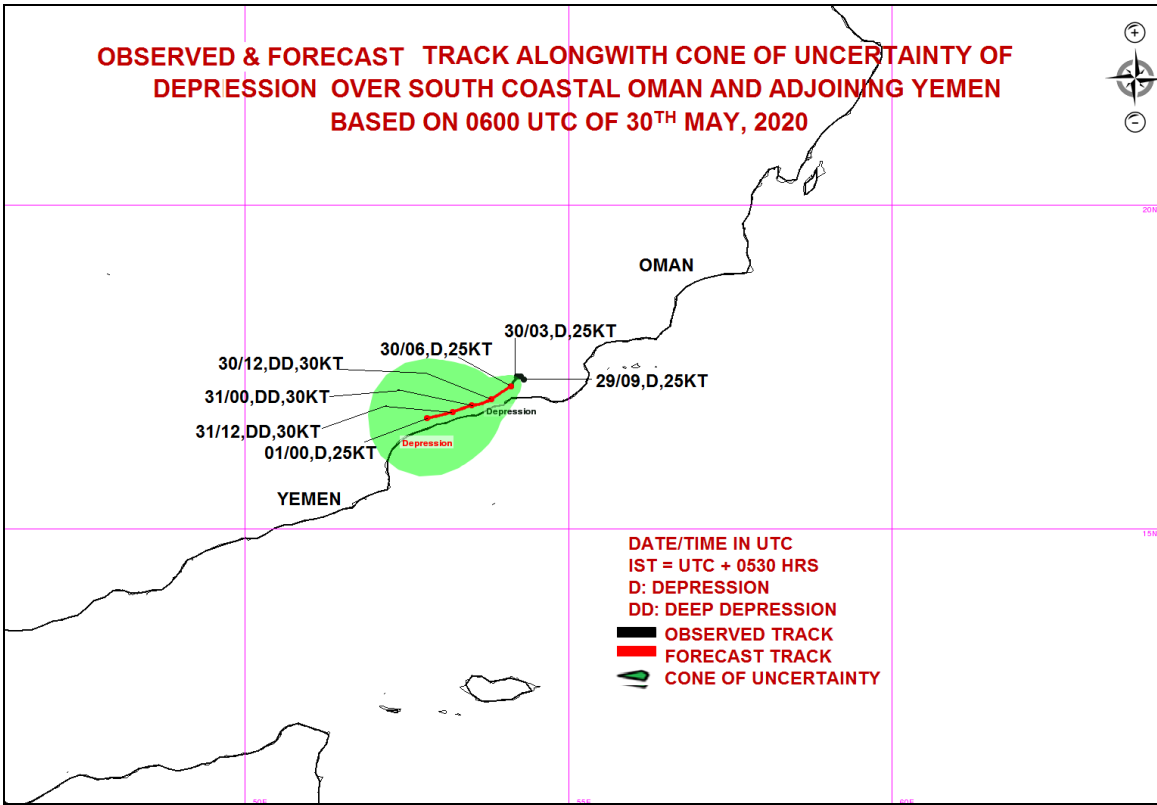 OBSERVED & FORECAST TRACK ALONGWITH CONE OF UNCERTAINTY OF
DEPRESSION OVER SOUTH COASTAL OMAN AND ADJOINING YEMEN
BASED ON 0600 UTC OF 30TH MAY, 2020
20N
OMAN
30/03,D,25KT
30/06,D,25KT
30/12,DD,30KT
29/09,D,25KT
31/00,DD,30KT
Depression
31/12,DD,30KT
Depression
01/00,D,25KT
YEMEN
15N
DATE/TIME IN UTC
IST = UTC + 0530 HRS
D: DEPRESSION
DD: DEEP DEPRESSION
OBSERVED TRACK
FORECAST TRACK
CONE OF UNCERTAINTY
50E
55E
60E